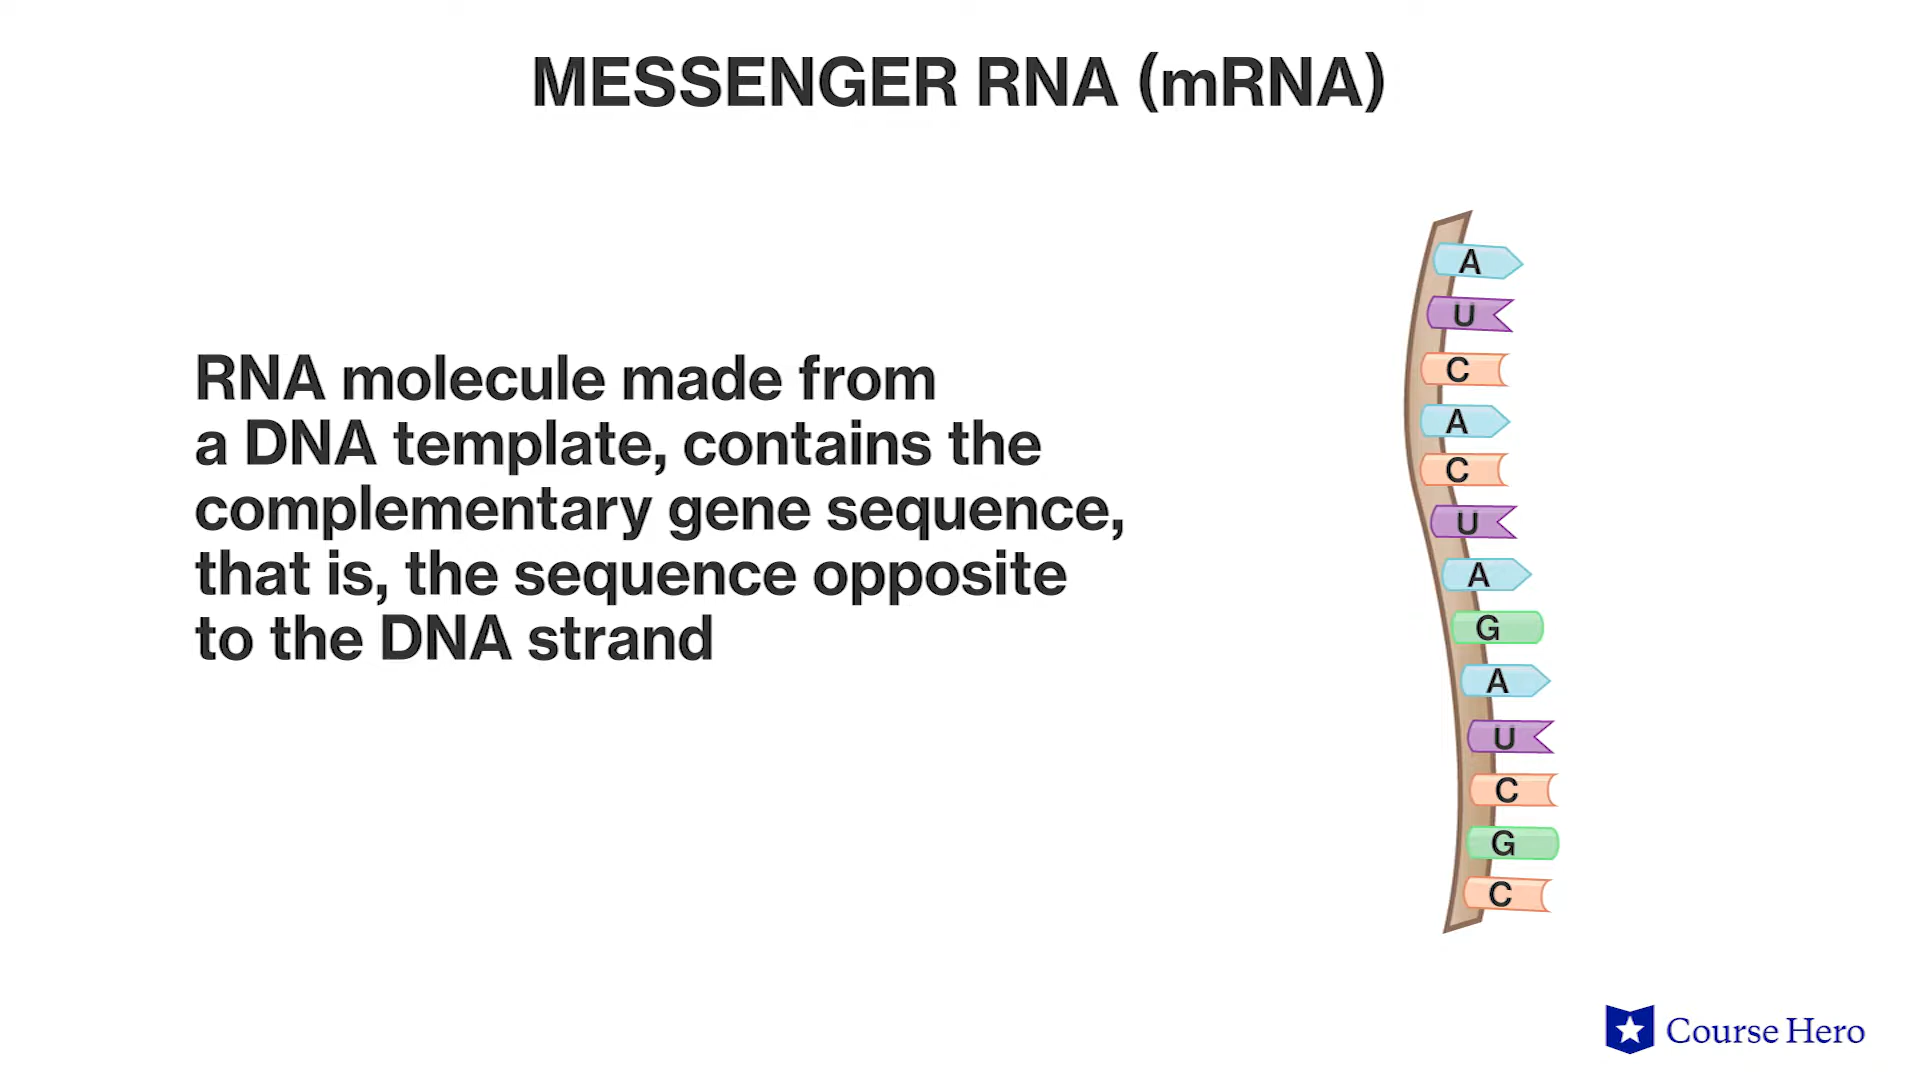 MESSENGER RNA (mRNA)
RNA molecule made from
a DNA template, contains the
complementary gene sequence,
that is, the sequence opposite
to the DNA strand
A
U
C
A
C
U
A
G
A
U
C
G
C
Course Hero